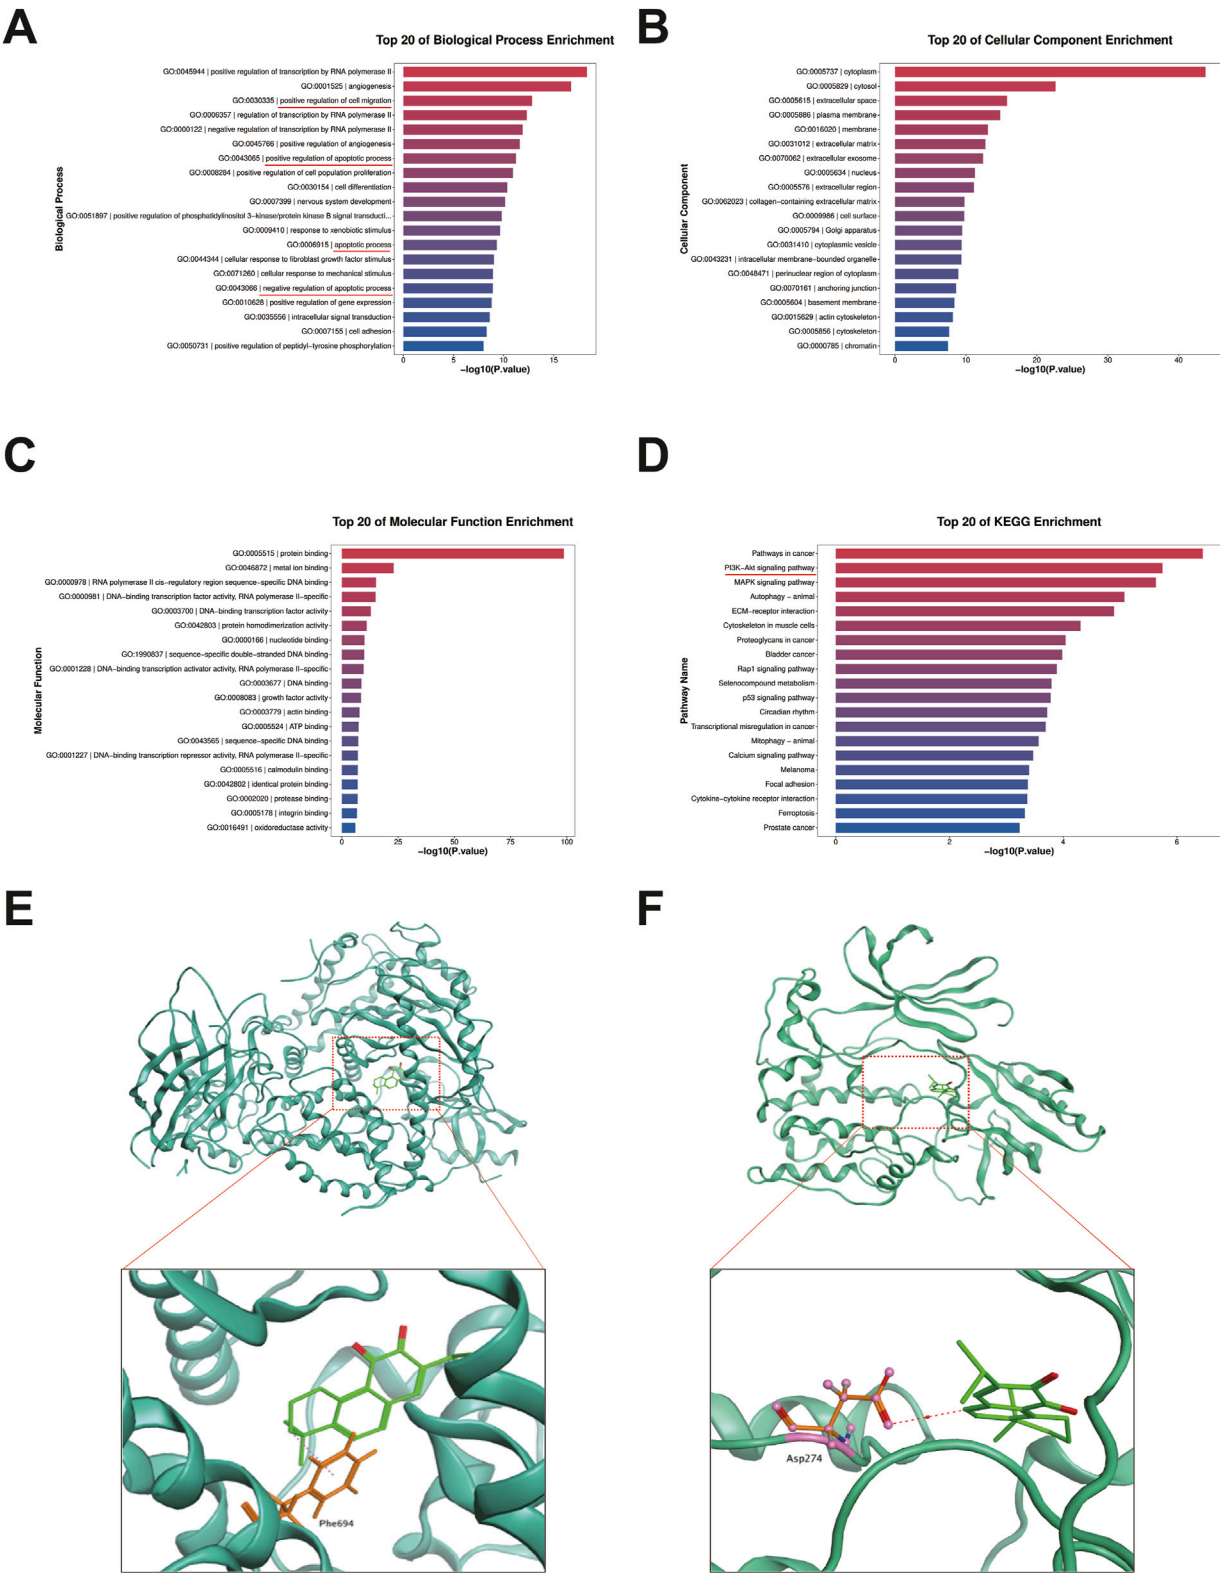 A
Top 20 of Biological Process Enrichment
Biological Process
GO:0045944 | positive regulation of transcription by RNA polymerase II
GO:0001525 | angiogenesis
GO:0030335 | positive regulation of cell migration
GO:0006357 | regulation of transcription by RNA polymerase II
GO:0000122 | negative regulation of transcription by RNA polymerase II
GO:0045766 | positive regulation of angiogenesis
GO:0043065 | positive regulation of apoptotic process
GO:0008284 | positive regulation of cell population proliferation
GO:0030154 | cell differentiation
GO:0007399 | nervous system development
GO:0051897 | positive regulation of phosphatidylinositol 3−kinase/protein kinase B signal transducti...
GO:0009410 | response to xenobiotic stimulus
GO:0006915 | apoptotic process
GO:0044344 | cellular response to fibroblast growth factor stimulus
GO:0071260 | cellular response to mechanical stimulus
GO:0043066 | negative regulation of apoptotic process
GO:0010628 | positive regulation of gene expression
GO:0035556 | intracellular signal transduction
GO:0007155 | cell adhesion
GO:0050731 | positive regulation of peptidyl−tyrosine phosphorylation
0 5 10 15
−log10(P.value)
B
Top 20 of Cellular Component Enrichment
Cellular Component
GO:0005737 | cytoplasm
GO:0005829 | cytosol
GO:0005615 | extracellular space
GO:0005886 | plasma membrane
GO:0016020 | membrane
GO:0031012 | extracellular matrix
GO:0070062 | extracellular exosome
GO:0005634 | nucleus
GO:0005576 | extracellular region
GO:0062023 | collagen−containing extracellular matrix
GO:0009986 | cell surface
GO:0005794 | Golgi apparatus
GO:0031410 | cytoplasmic vesicle
GO:0043231 | intracellular membrane−bounded organelle
GO:0048471 | perinuclear region of cytoplasm
GO:0070161 | anchoring junction
GO:0005604 | basement membrane
GO:0015629 | actin cytoskeleton
GO:0005856 | cytoskeleton
GO:0000785 | chromatin
0 10 20 30 40
−log10(P.value)
C
Top 20 of Molecular Function Enrichment
Molecular Function
GO:0005515 | protein binding
GO:0046872 | metal ion binding
GO:0000978 | RNA polymerase II cis−regulatory region sequence−specific DNA binding
GO:0000981 | DNA−binding transcription factor activity, RNA polymerase II−specific
GO:0003700 | DNA−binding transcription factor activity
GO:0042803 | protein homodimerization activity
GO:0000166 | nucleotide binding
GO:1990837 | sequence−specific double−stranded DNA binding
GO:0001228 | DNA−binding transcription activator activity, RNA polymerase II−specific
GO:0003677 | DNA binding
GO:0008083 | growth factor activity
GO:0003779 | actin binding
GO:0005524 | ATP binding
GO:0043565 | sequence−specific DNA binding
GO:0001227 | DNA−binding transcription repressor activity, RNA polymerase II−specific
GO:0005516 | calmodulin binding
GO:0042802 | identical protein binding
GO:0002020 | protease binding
GO:0005178 | integrin binding
GO:0016491 | oxidoreductase activity
0 25 50 75 100
−log10(P.value)
D
Top 20 of KEGG Enrichment
Pathway Name
Pathways in cancer
PI3K−Akt signaling pathway
MAPK signaling pathway
Autophagy − animal
ECM−receptor interaction
Cytoskeleton in muscle cells
Proteoglycans in cancer
Bladder cancer
Rap1 signaling pathway
Selenocompound metabolism
p53 signaling pathway
Circadian rhythm
Transcriptional misregulation in cancer
Mitophagy − animal
Calcium signaling pathway
Melanoma
Focal adhesion
Cytokine−cytokine receptor interaction
Ferroptosis
Prostate cancer
0 2 4 6
−log10(P.value)
E
Phe694
F
Asp274